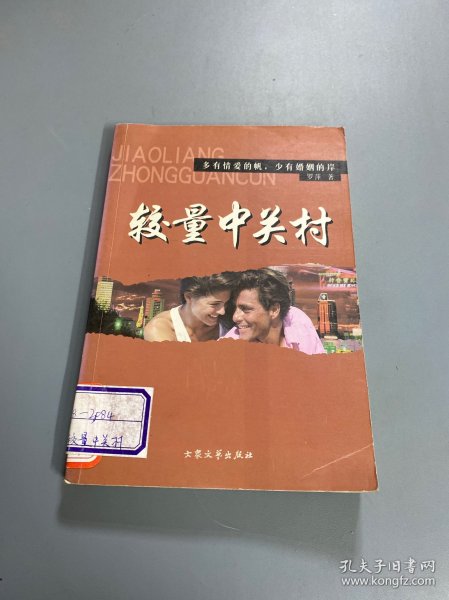 JIAOLIANG
ZHONGGUANCUN
多有情爱的帆，少有婚姻的岸
罗萍 著
较量中关村
-2484
较量中关村
大众文艺出版社
孔夫子旧书网
www.kongfz.com